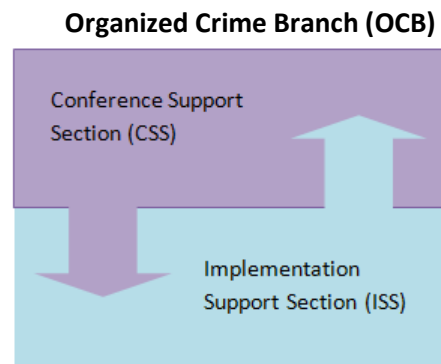 Organized Crime Branch (OCB)
Conference Support
Section (CSS)
Implementation
Support Section (ISS)